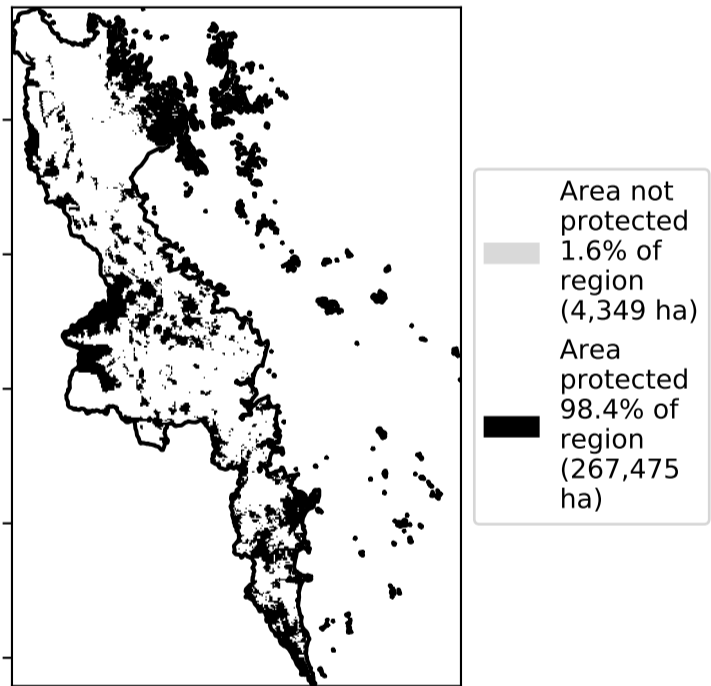 Area not
protected
1.6% of
region
(4,349 ha)
Area
protected
98.4% of
region
(267,475
ha)